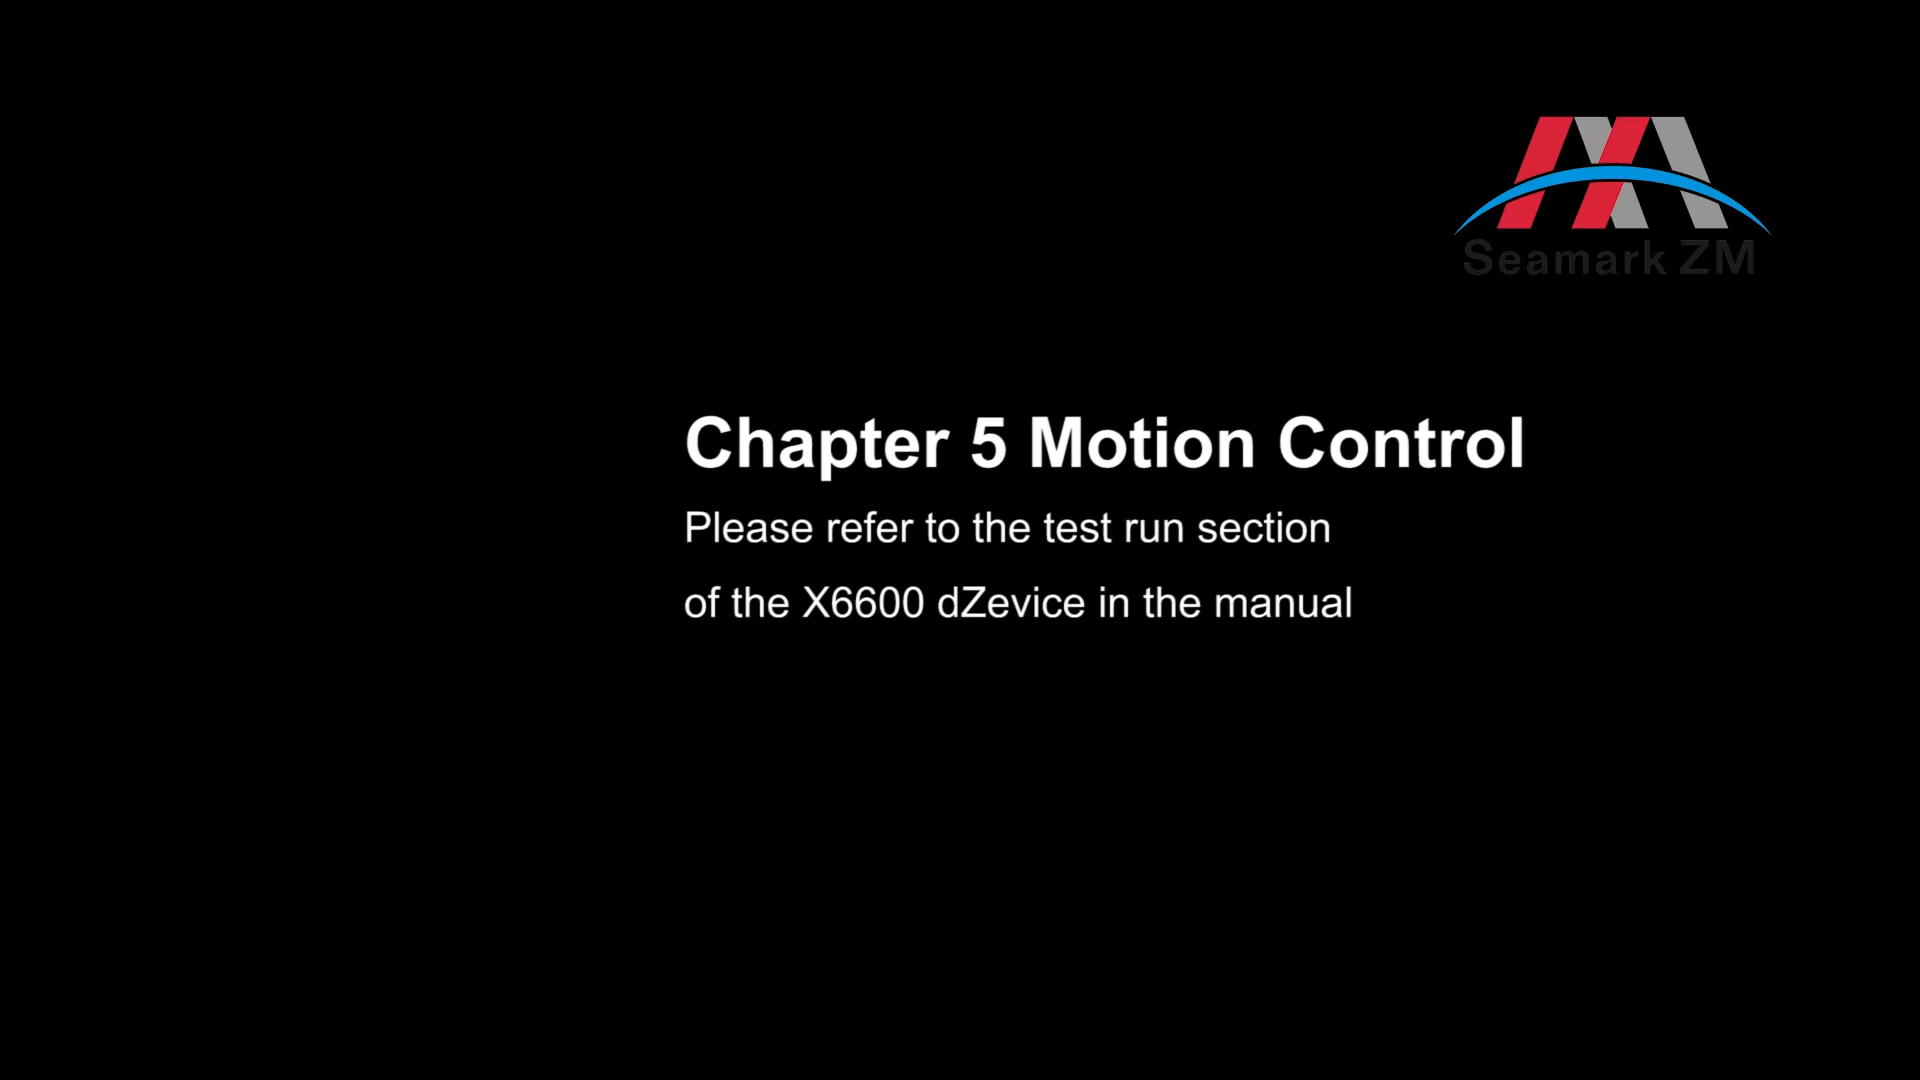 Seamark ZM
Chapter 5 Motion Control
Please refer to the test run section
of the X6600 dZevice in the manual